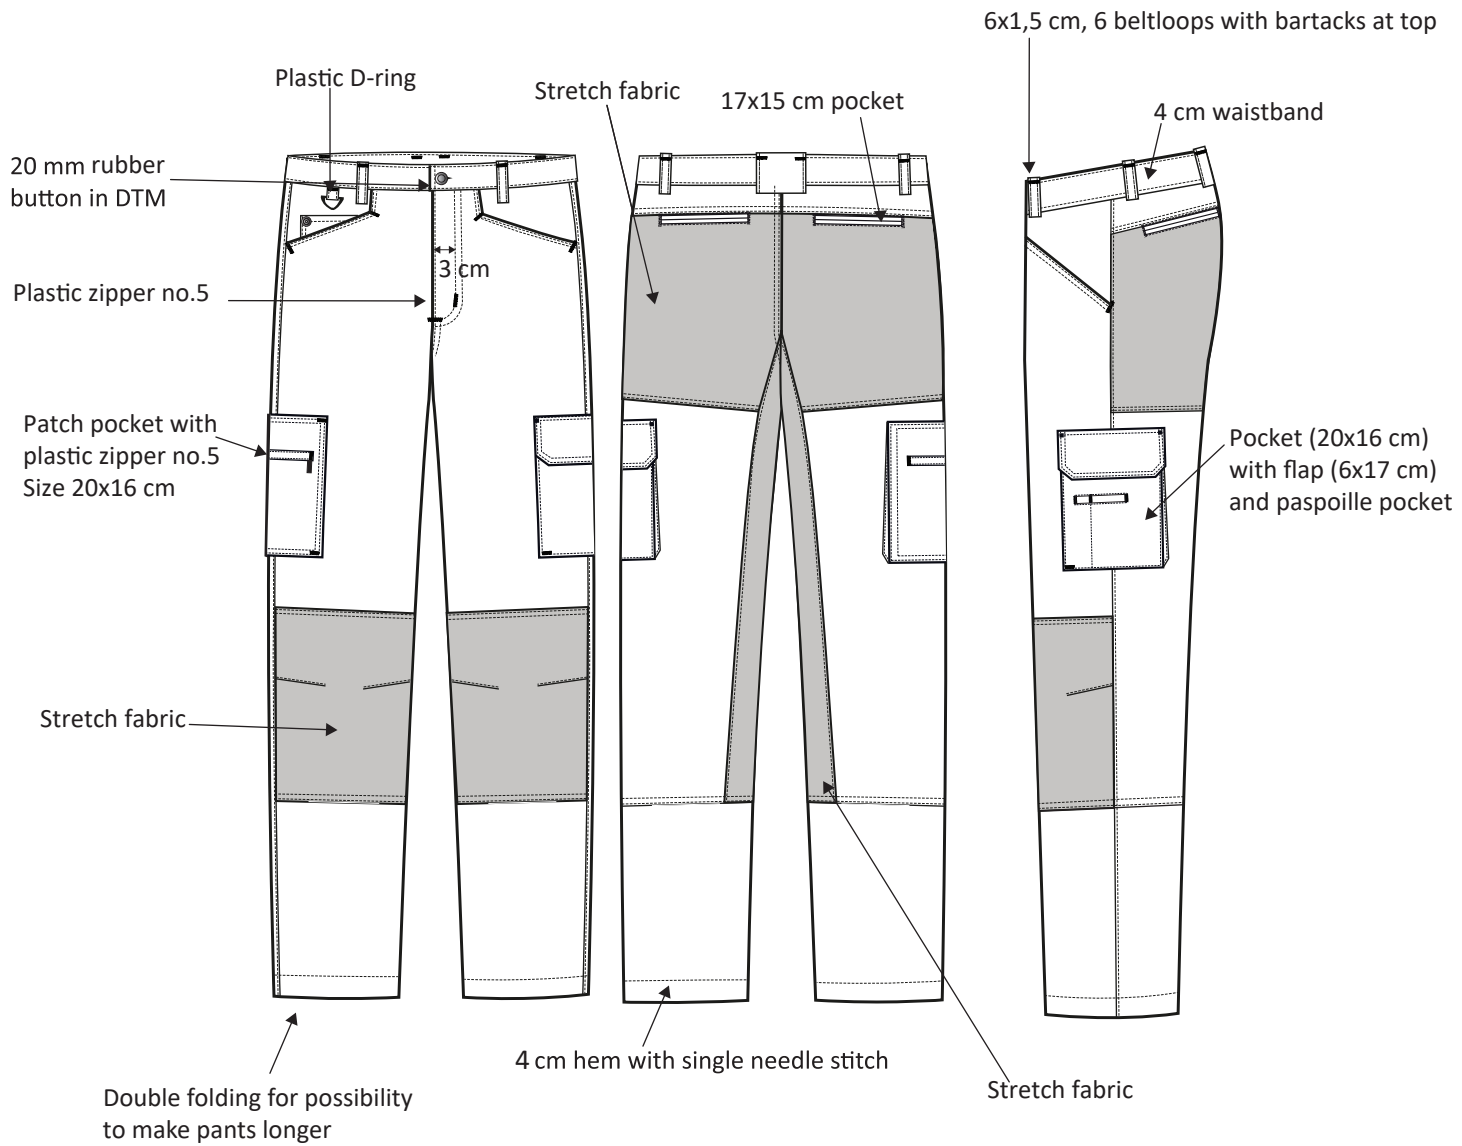 6x1,5 cm, 6 beltloops with bartacks at top
Plastic D-ring
Stretch fabric
17x15 cm pocket
4 cm waistband
20 mm rubber
button in DTM
3 cm
Plastic zipper no.5
Patch pocket with
plastic zipper no.5
Size 20x16 cm
Pocket (20x16 cm)
with flap (6x17 cm)
and paspoille pocket
Stretch fabric
4 cm hem with single needle stitch
Stretch fabric
Double folding for possibility
to make pants longer